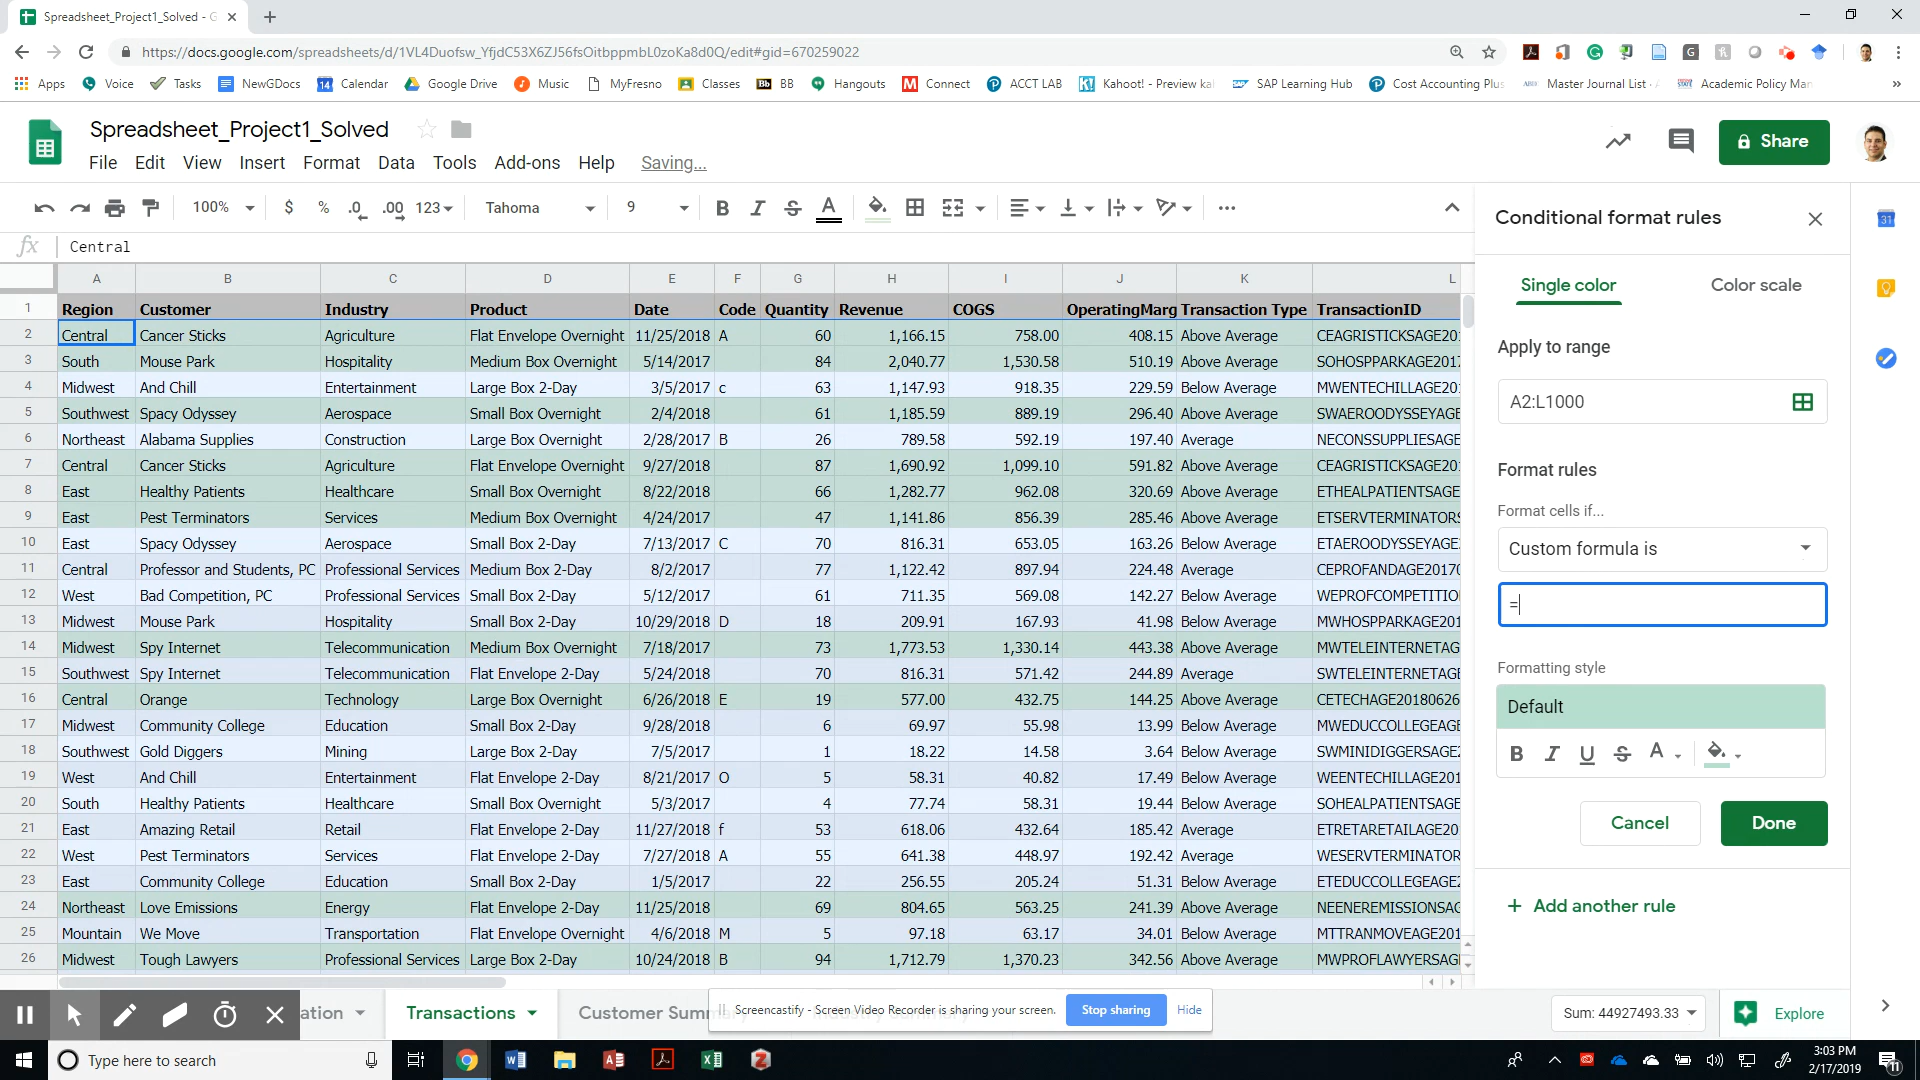 Spreadsheet_Project1_Solved - G
https://docs.google.com/spreadsheets/d/1VL4Duofsw_YfjdC53X6ZJ56fsOitbppmbL0zoKa8d0Q/edit#gid=670259022
Apps Voice Tasks NewGDocs Calendar Google Drive Music MyFresno Classes Bb BB Hangouts Connect ACCT LAB Kahoot! - Preview ka SAP Learning Hub Cost Accounting Plus Master Journal List Academic Policy Man »
Spreadsheet_Project1_Solved
File Edit View Insert Format Data Tools Add-ons Help Saving...
Share
100% $ % .0 .00 123 Tahoma 9 B I S A
fx Central
A B C D E F G H I J K L
1 Region Customer Industry Product Date Code Quantity Revenue COGS OperatingMarg Transaction Type TransactionID
2 Central Cancer Sticks Agriculture Flat Envelope Overnight 11/25/2018 A 60 1,166.15 758.00 408.15 Above Average CEAGRISTICKSAGE201
3 South Mouse Park Hospitality Medium Box Overnight 5/14/2017 84 2,040.77 1,530.58 510.19 Above Average SOHOSPPARKAGE2017
4 Midwest And Chill Entertainment Large Box 2-Day 3/5/2017 c 63 1,147.93 918.35 229.59 Below Average MWENTECHILLAGE201
5 Southwest Spacy Odyssey Aerospace Small Box Overnight 2/4/2018 61 1,185.59 889.19 296.40 Above Average SWAEROODYSSEYAGE
6 Northeast Alabama Supplies Construction Large Box Overnight 2/28/2017 B 26 789.58 592.19 197.40 Average NECONSSUPPLIESAGE
7 Central Cancer Sticks Agriculture Flat Envelope Overnight 9/27/2018 87 1,690.92 1,099.10 591.82 Above Average CEAGRISTICKSAGE201
8 East Healthy Patients Healthcare Small Box Overnight 8/22/2018 66 1,282.77 962.08 320.69 Above Average ETHEALPATIENTSAGE
9 East Pest Terminators Services Medium Box Overnight 4/24/2017 47 1,141.86 856.39 285.46 Above Average ETSERVTERMINATORS
10 East Spacy Odyssey Aerospace Small Box 2-Day 7/13/2017 C 70 816.31 653.05 163.26 Below Average ETAEROODYSSEYAGE
11 Central Professor and Students, PC Professional Services Medium Box 2-Day 8/2/2017 77 1,122.42 897.94 224.48 Average CEPROFANDAGE20170
12 West Bad Competition, PC Professional Services Small Box 2-Day 5/12/2017 61 711.35 569.08 142.27 Below Average WEPROFCOMPETITIO
13 Midwest Mouse Park Hospitality Small Box 2-Day 10/29/2018 D 18 209.91 167.93 41.98 Below Average MWHOSPPARKAGE201
14 Midwest Spy Internet Telecommunication Medium Box Overnight 7/18/2017 73 1,773.53 1,330.14 443.38 Above Average MWTELEINTERNETAG
15 Southwest Spy Internet Telecommunication Flat Envelope 2-Day 5/24/2018 70 816.31 571.42 244.89 Average SWTELEINTERNETAG
16 Central Orange Technology Large Box Overnight 6/26/2018 E 19 577.00 432.75 144.25 Above Average CETECHAGE20180626
17 Midwest Community College Education Small Box 2-Day 9/28/2018 6 69.97 55.98 13.99 Below Average MWEDUCCOLLEGEAGE
18 Southwest Gold Diggers Mining Large Box 2-Day 7/5/2017 1 18.22 14.58 3.64 Below Average SWMINIDIGGERSAGE2
19 West And Chill Entertainment Flat Envelope 2-Day 8/21/2017 O 5 58.31 40.82 17.49 Below Average WEENTECHILLAGE201
20 South Healthy Patients Healthcare Small Box Overnight 5/3/2017 4 77.74 58.31 19.44 Below Average SOHEALPATIENTSAGE
21 East Amazing Retail Retail Flat Envelope 2-Day 11/27/2018 f 53 618.06 432.64 185.42 Average ETRETARETAILAGE20
22 West Pest Terminators Services Flat Envelope 2-Day 7/27/2018 A 55 641.38 448.97 192.42 Average WESERVTERMINATOR
23 East Community College Education Small Box 2-Day 1/5/2017 22 256.55 205.24 51.31 Below Average ETEDUCCOLLEGEAGE2
24 Northeast Love Emissions Energy Flat Envelope 2-Day 11/25/2018 69 804.65 563.25 241.39 Above Average NEENEREMISSIONSAG
25 Mountain We Move Transportation Flat Envelope Overnight 4/6/2018 M 5 97.18 63.17 34.01 Below Average MTTRANMOVEAGE201
26 Midwest Tough Lawyers Professional Services Large Box 2-Day 10/24/2018 B 94 1,712.79 1,370.23 342.56 Above Average MWPROFLAWYERSAG
Conditional format rules
Single color Color scale
Apply to range
A2:L1000
Format rules
Format cells if...
Custom formula is
=
Formatting style
Default
B I U S A
Cancel Done
+ Add another rule
31
ation Transactions Customer Summ
Screencastify - Screen Video Recorder is sharing your screen. Stop sharing Hide
Sum: 44927493.33 Explore
Type here to search
3:03 PM
2/17/2019
11